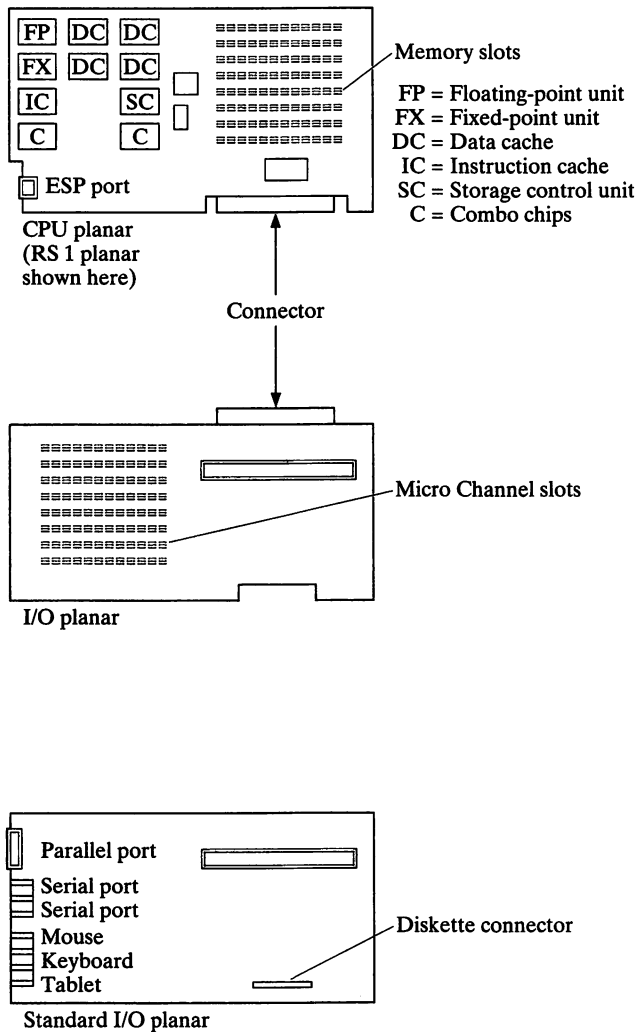 FP DC DC
FX DC DC
IC SC
C C
ESP port
CPU planar
(RS 1 planar
shown here)
Memory slots
FP = Floating-point unit
FX = Fixed-point unit
DC = Data cache
IC = Instruction cache
SC = Storage control unit
C = Combo chips
Connector
Micro Channel slots
I/O planar
Parallel port
Serial port
Serial port
Mouse
Keyboard
Tablet
Diskette connector
Standard I/O planar